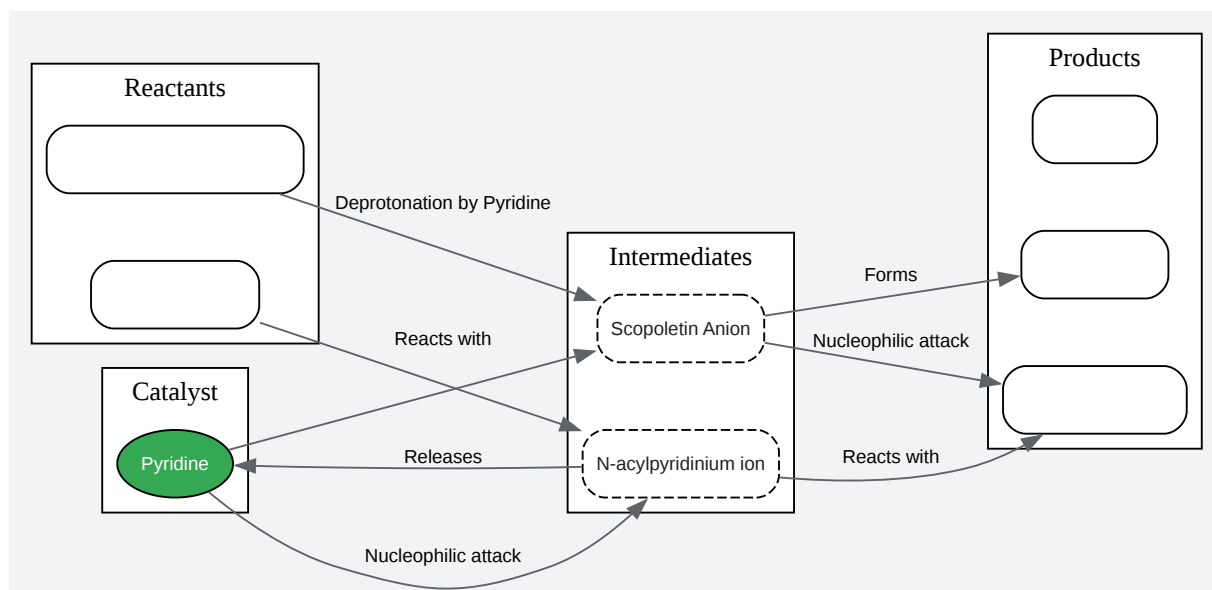 Products
Reactants
Deprotonation by Pyridine
Intermediates
Forms
Scopoletin Anion
Reacts with
Nucleophilic attack
Catalyst
Pyridine
Releases
N-acylpyridinium ion
Reacts with
Nucleophilic attack